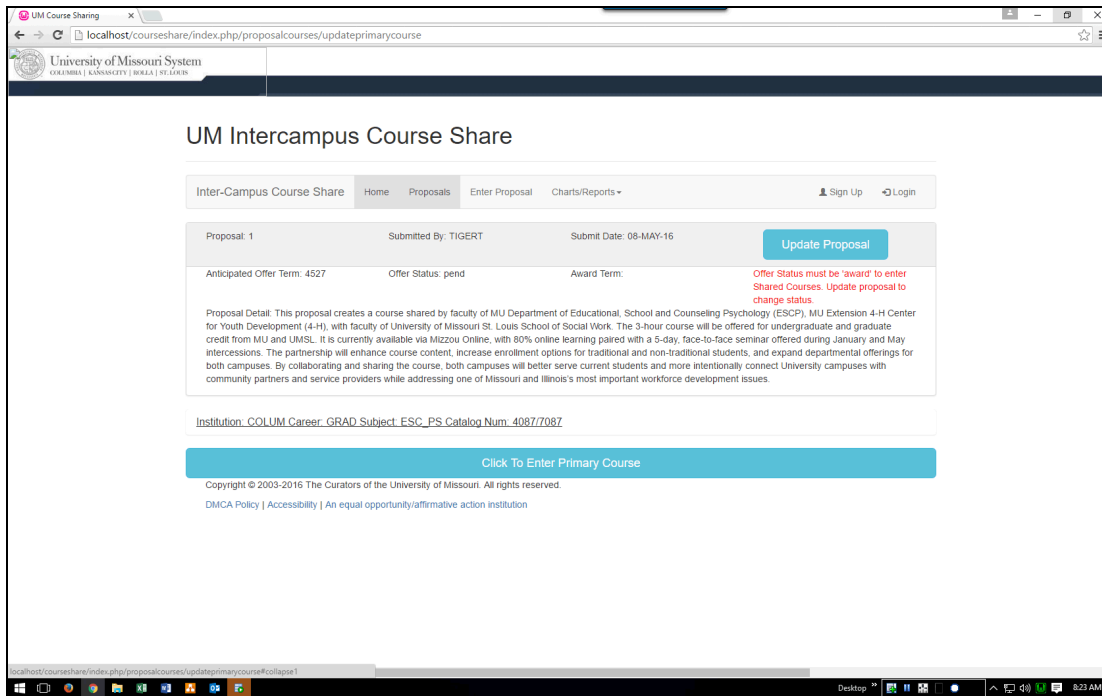 UM Course Sharing
localhost/courseshare/index.php/proposalcourses/updateprimarycourse
University of Missouri System
COLUMBIA | KANSAS CITY | ROLLA | ST. LOUIS
UM Intercampus Course Share
Inter-Campus Course Share Home Proposals Enter Proposal Charts/Reports Sign Up Login
Proposal: 1 Submitted By: TIGERT Submit Date: 08-MAY-16 Update Proposal
Anticipated Offer Term: 4527 Offer Status: pend Award Term: Offer Status must be 'award' to enter
Shared Courses. Update proposal to
change status.
Proposal Detail: This proposal creates a course shared by faculty of MU Department of Educational, School and Counseling Psychology (ESCP), MU Extension 4-H Center
for Youth Development (4-H), with faculty of University of Missouri St. Louis School of Social Work. The 3-hour course will be offered for undergraduate and graduate
credit from MU and UMSL. It is currently available via Mizzou Online, with 80% online learning paired with a 5-day, face-to-face seminar offered during January and May
intercessions. The partnership will enhance course content, increase enrollment options for traditional and non-traditional students, and expand departmental offerings for
both campuses. By collaborating and sharing the course, both campuses will better serve current students and more intentionally connect University campuses with
community partners and service providers while addressing one of Missouri and Illinois's most important workforce development issues.
Institution: COLUM Career: GRAD Subject: ESC_PS Catalog Num: 4087/7087
Click To Enter Primary Course
Copyright © 2003-2016 The Curators of the University of Missouri. All rights reserved.
DMCA Policy | Accessibility | An equal opportunity/affirmative action institution
localhost/courseshare/index.php/proposalcourses/updateprimarycourse#collapse1
Desktop 8:23 AM